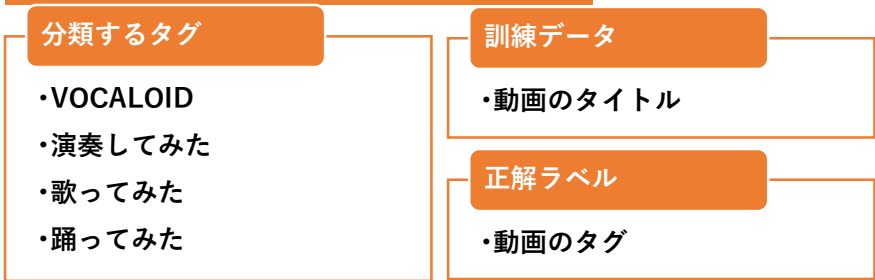 分類するタグ
・VOCALOID
・演奏してみた
・歌ってみた
・踊ってみた
訓練データ
・動画のタイトル
正解ラベル
・動画のタグ